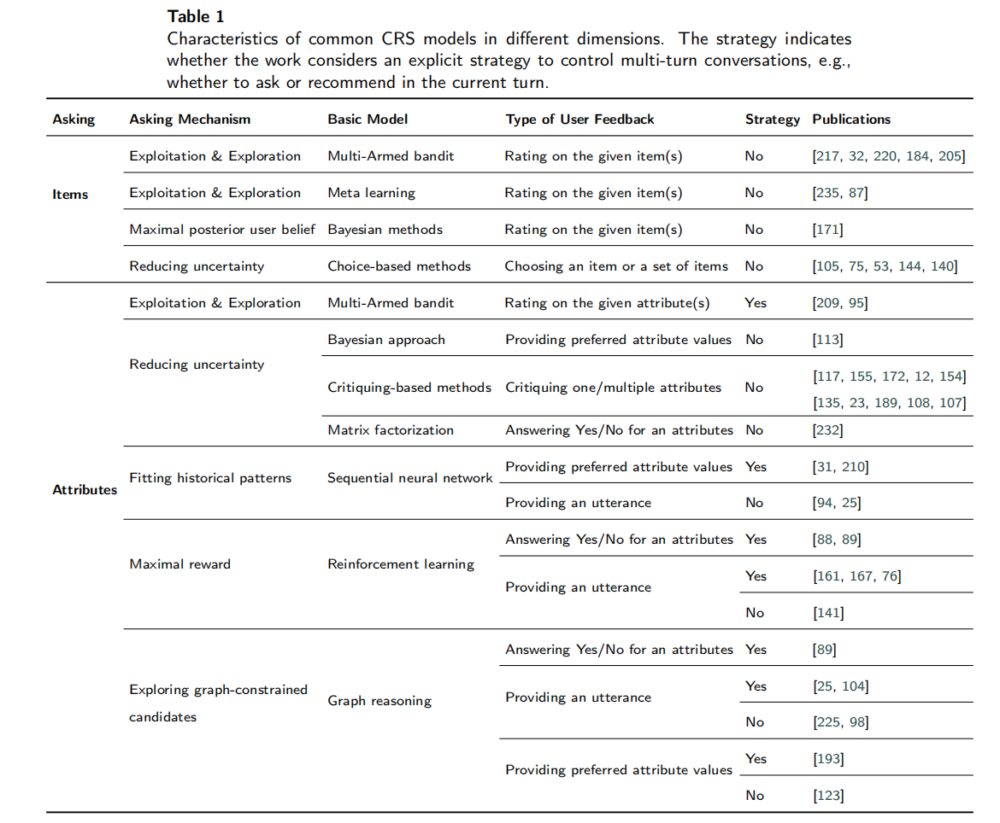 Table 1
Characteristics of common CRS models in different dimensions. The strategy indicates
whether the work considers an explicit strategy to control multi-turn conversations, e.g.,
whether to ask or recommend in the current turn.
Asking Asking Mechanism Basic Model Type of User Feedback Strategy Publications
Items
Exploitation & Exploration Multi-Armed bandit Rating on the given item(s) No [217, 32, 220, 184, 205]
Exploitation & Exploration Meta learning Rating on the given item(s) No [235, 87]
Maximal posterior user belief Bayesian methods Rating on the given item(s) No [171]
Reducing uncertainty Choice-based methods Choosing an item or a set of items No [105, 75, 53, 144, 140]
Attributes
Exploitation & Exploration Multi-Armed bandit Rating on the given attribute(s) Yes [209, 95]
Reducing uncertainty
Bayesian approach Providing preferred attribute values No [113]
Critiquing-based methods Critiquing one/multiple attributes No [117, 155, 172, 12, 154]
[135, 23, 189, 108, 107]
Matrix factorization Answering Yes/No for an attributes No [232]
Fitting historical patterns Sequential neural network
Providing preferred attribute values Yes [31, 210]
Providing an utterance No [94, 25]
Maximal reward Reinforcement learning
Answering Yes/No for an attributes Yes [88, 89]
Providing an utterance
Yes [161, 167, 76]
No [141]
Exploring graph-constrained
candidates
Graph reasoning
Answering Yes/No for an attributes Yes [89]
Providing an utterance
Yes [25, 104]
No [225, 98]
Providing preferred attribute values
Yes [193]
No [123]